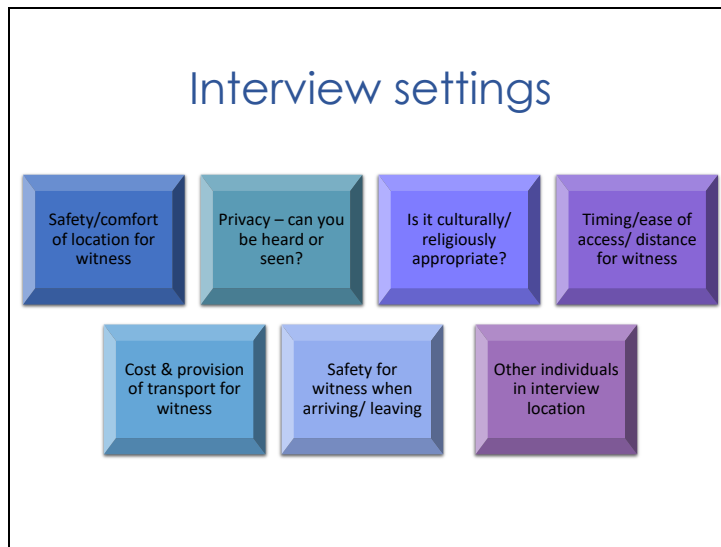 Interview settings
Safety/comfort
of location for
witness
Privacy – can you
be heard or
seen?
Is it culturally/
religiously
appropriate?
Timing/ease of
access/ distance
for witness
Cost & provision
of transport for
witness
Safety for
witness when
arriving/ leaving
Other individuals
in interview
location